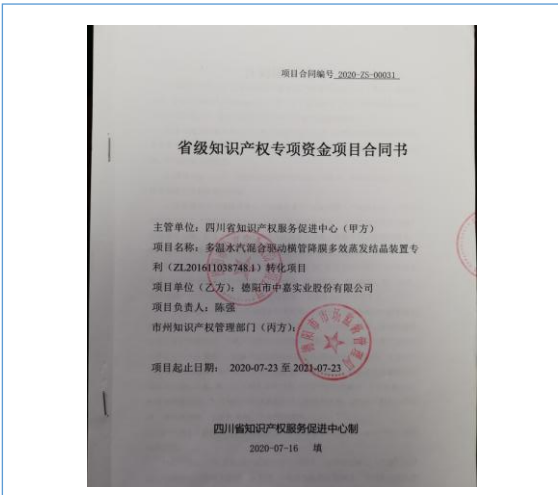 项目合同编号 2020-ZS-00031
省级知识产权专项资金项目合同书
主管单位：四川省知识产权服务促进中心（甲方）
项目名称：多温水汽混合驱动横管降膜多效蒸发结晶装置专
利（ZL201611038748.1）转化项目
项目单位（乙方）：德阳市中嘉实业股份有限公司
项目负责人：陈强
市州知识产权管理部门（丙方）：
项目起止日期： 2020-07-23 至 2021-07-23
四川省知识产权服务促进中心制
2020-07-16 填